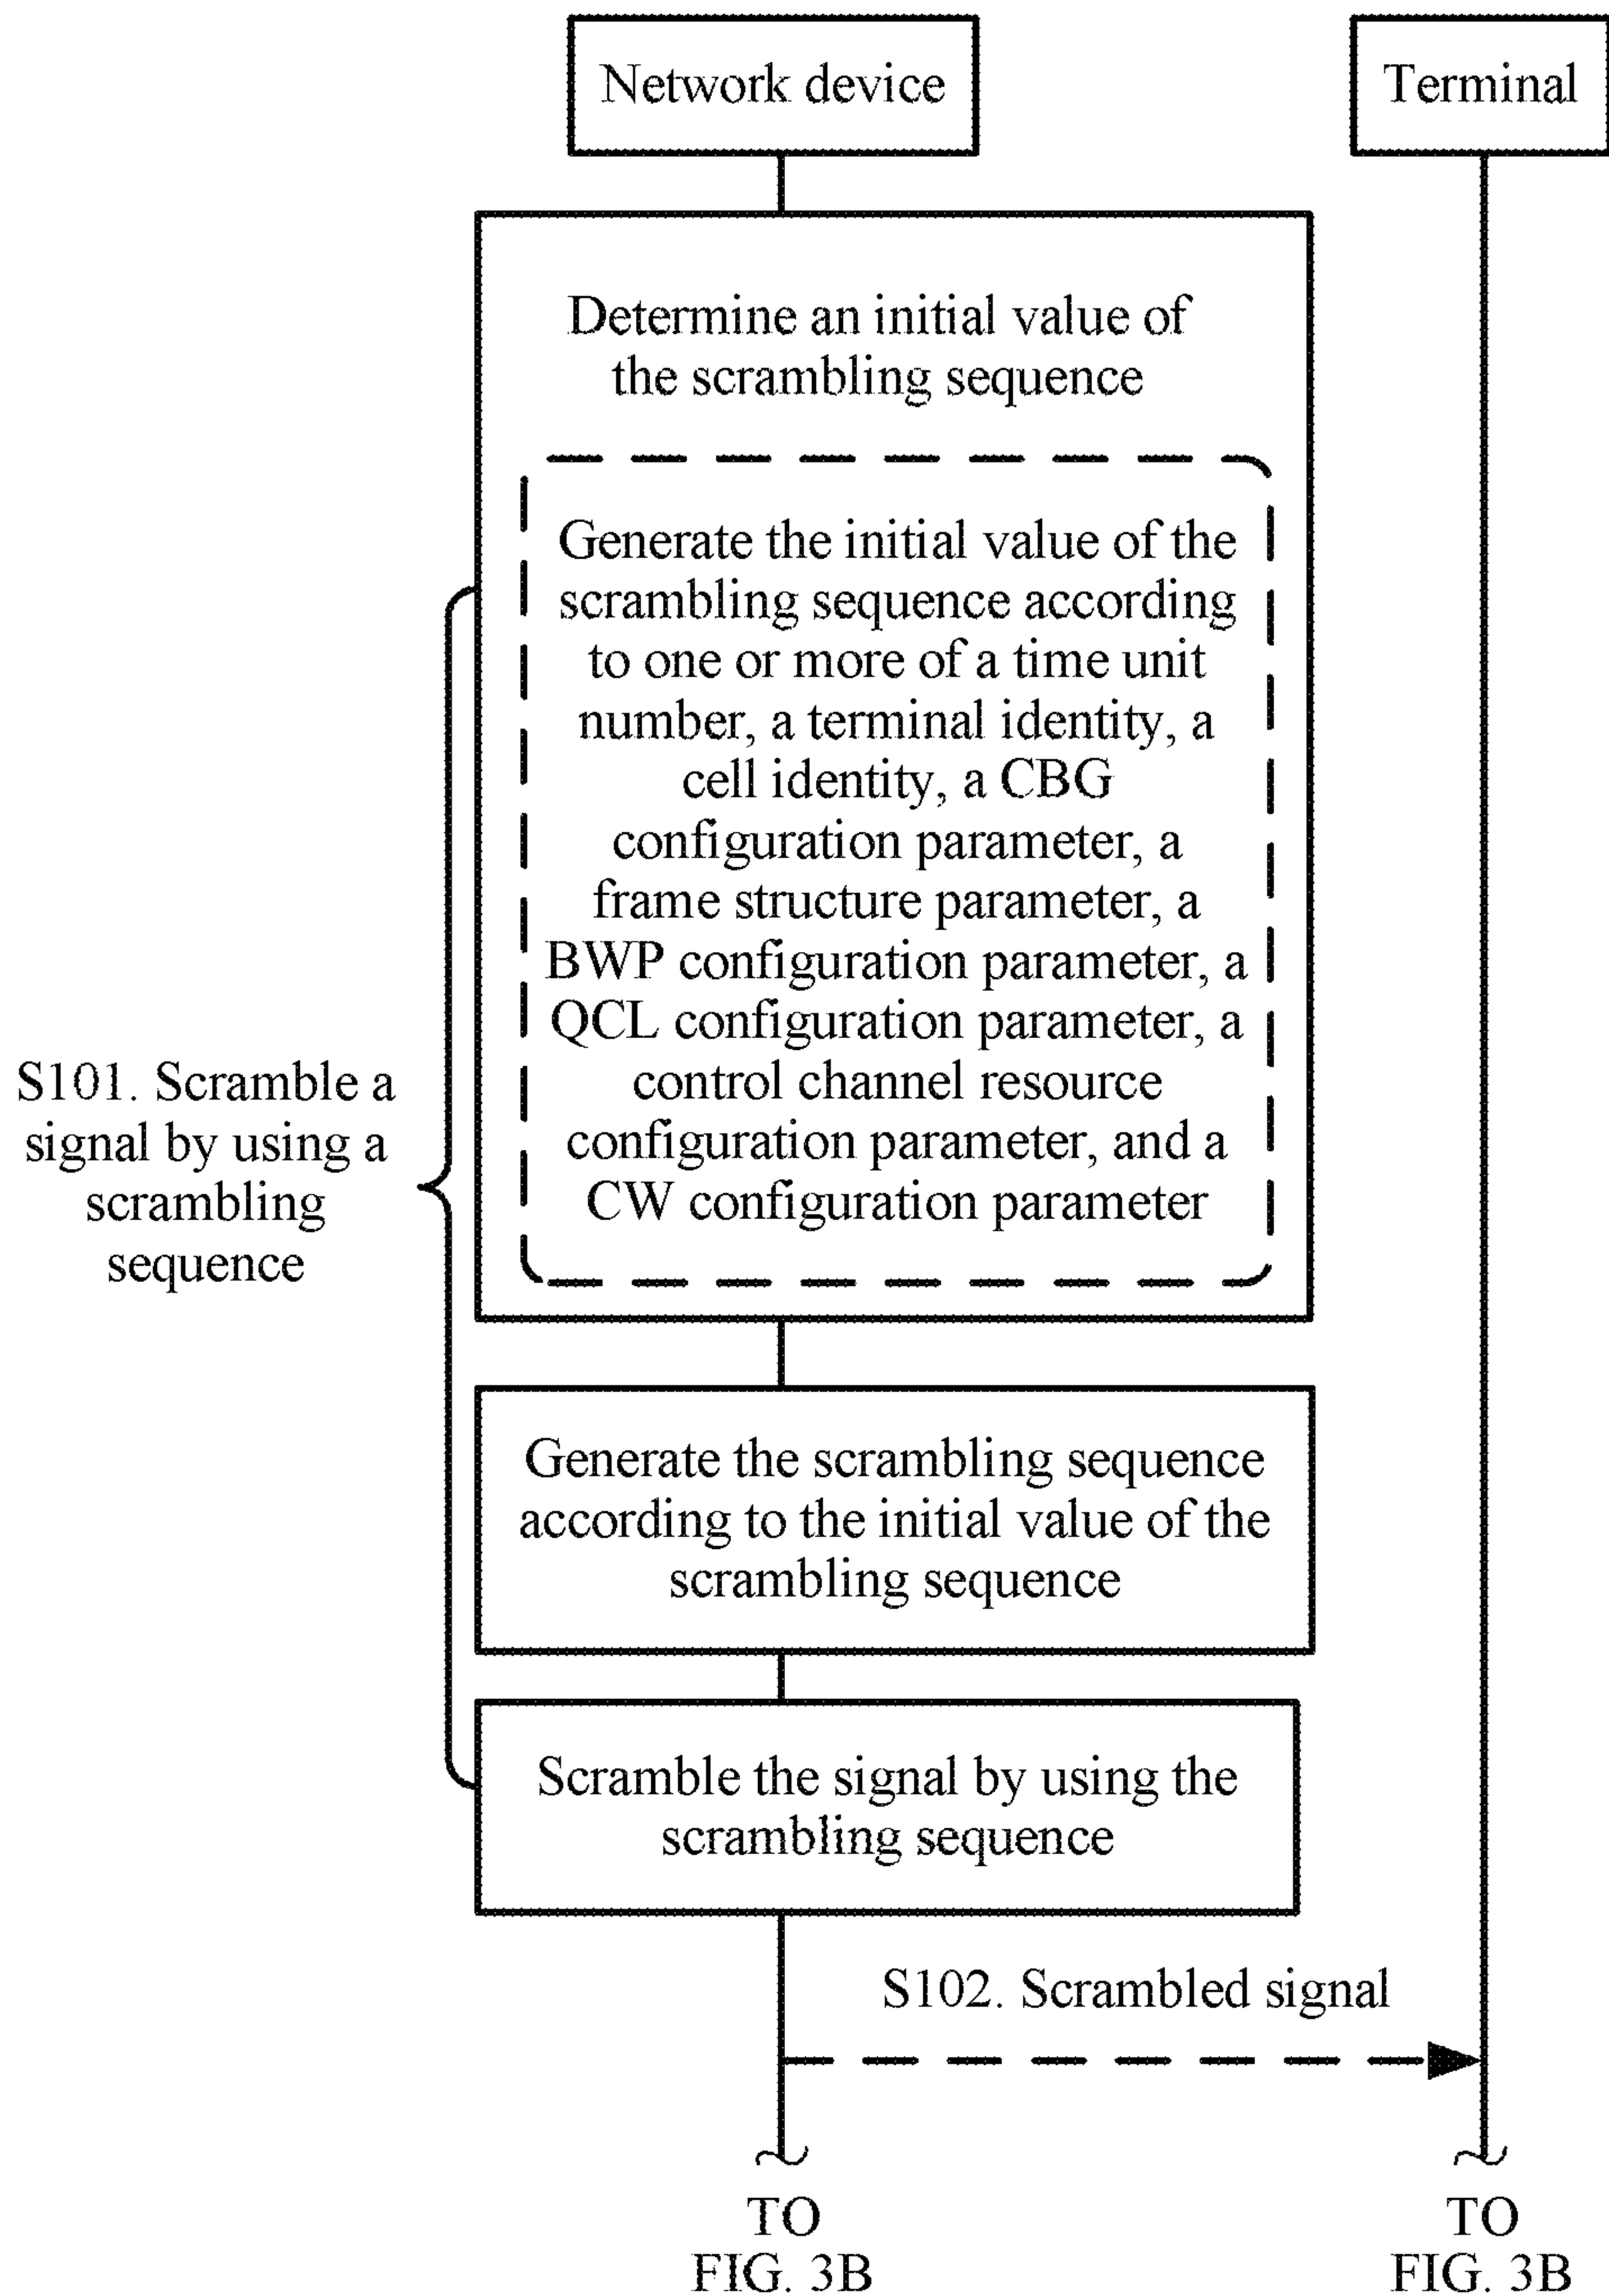 Network device
Terminal
Determine an initial value of
the scrambling sequence
Generate the initial value of the
scrambling sequence according
to one or more of a time unit
number, a terminal identity, a
cell identity, a CBG
configuration parameter, a
frame structure parameter, a
BWP configuration parameter, a
QCL configuration parameter, a
control channel resource
configuration parameter, and a
CW configuration parameter
S101. Scramble a
signal by using a
scrambling
sequence
Generate the scrambling sequence
according to the initial value of the
scrambling sequence
Scramble the signal by using the
scrambling sequence
S102. Scrambled signal
TO
FIG. 3B
TO
FIG. 3B